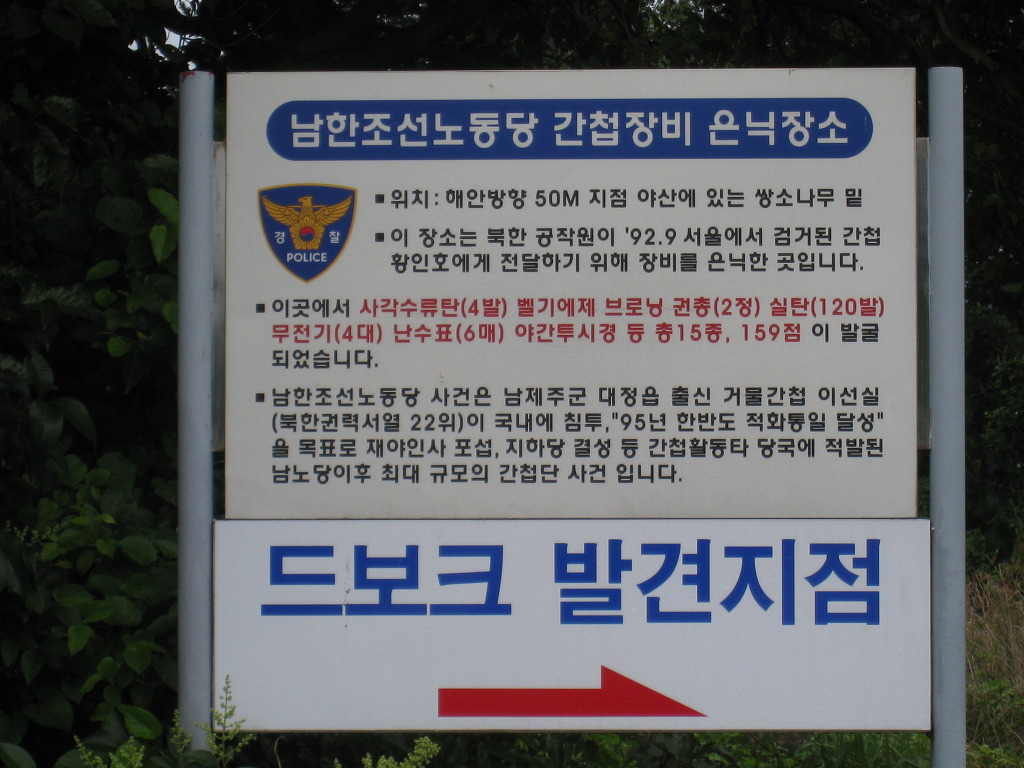 남한조선노동당 간첩장비 은닉장소
경 찰
POLICE
▪ 위치 : 해안방향 50M 지점 야산에 있는 쌍소나무 밑
▪ 이 장소는 북한 공작원이 '92.9 서울에서 검거된 간첩
황인호에게 전달하기 위해 장비를 은닉한 곳입니다.
▪ 이곳에서 사각수류탄(4발) 벨기에제 브로닝 권총(2정) 실탄(120발)
무전기(4대) 난수표(6매) 야간투시경 등 총15종, 159점 이 발굴
되었습니다.
▪ 남한조선노동당 사건은 남제주군 대정읍 출신 거물간첩 이선실
(북한권력서열 22위)이 국내에 침투,"95년 한반도 적화통일 달성"
을 목표로 재야인사 포섭, 지하당 결성 등 간첩활동타 당국에 적발된
남노당이후 최대 규모의 간첩단 사건 입니다.
드보크 발견지점